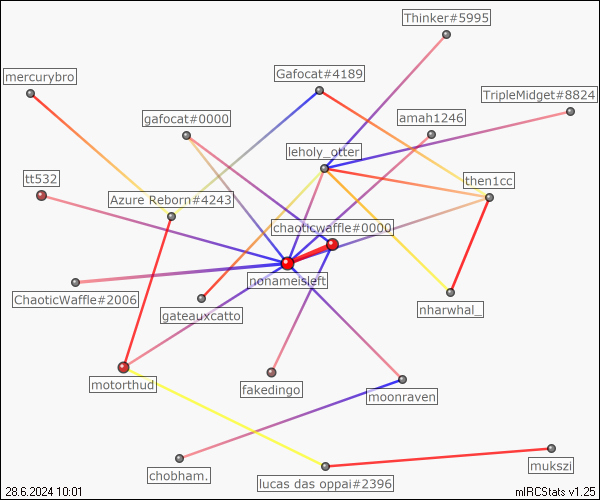 Thinker#5995
mercurybro
Gafocat#4189
TripleMidget#8824
gafocat#0000
amah1246
leholy_otter
tt532
then1cc
Azure Reborn#4243
chaoticwaffle#0000
nonameisleft
ChaoticWaffle#2006
gateauxcatto
nharwhal_
motorthud
fakedingo
moonraven
chobham.
lucas das oppai#2396
mukszi
28.6.2024 10:01
mIRCStats v1.25